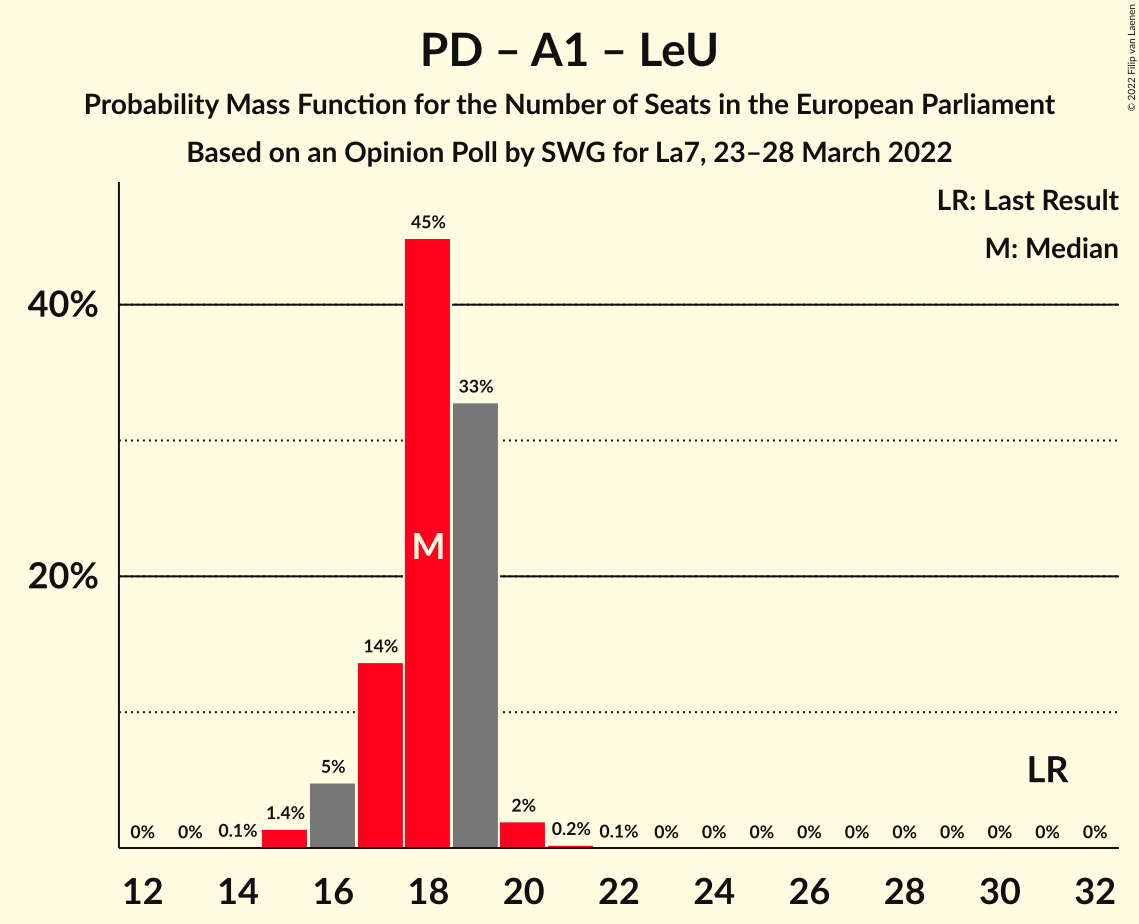 PD – A1 – LeU
Probability Mass Function for the Number of Seats in the European Parliament
Based on an Opinion Poll by SWG for La7, 23–28 March 2022
© 2022 Filip van Laenen
LR: Last Result
M: Median
45%
40%
33%
M
20%
14%
LR
5%
1.4%
2%
0% 0% 0.1% 0.2% 0.1% 0% 0% 0% 0% 0% 0% 0% 0% 0% 0%
12 14 16 18 20 22 24 26 28 30 32